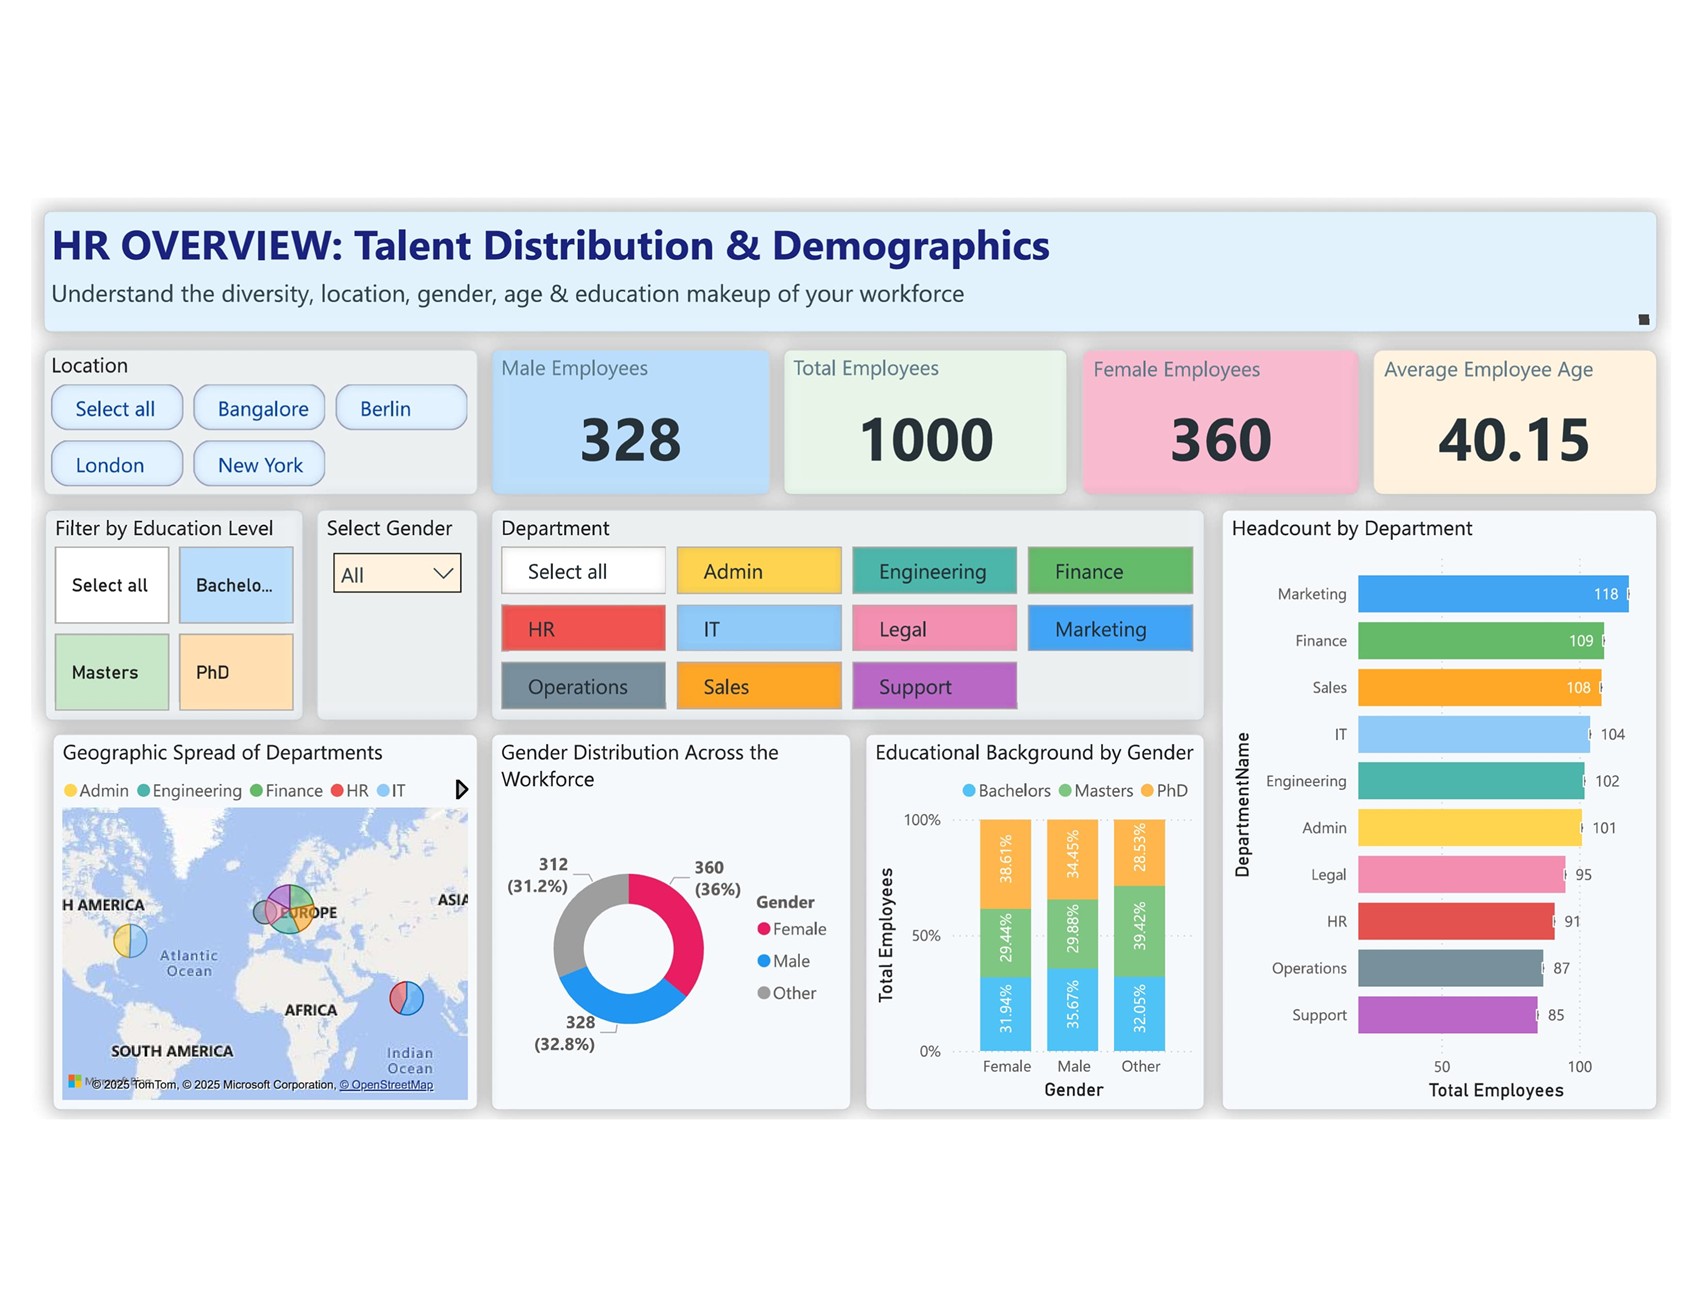 HR OVERVIEW: Talent Distribution & Demographics
Understand the diversity, location, gender, age & education makeup of your workforce
Location
Select all
Bangalore
Berlin
London
New York
Male Employees
328
Total Employees
1000
Female Employees
360
Average Employee Age
40.15
Filter by Education Level
Select all
Bachelo...
Masters
PhD
Select Gender
All
Department
Select all
Admin
Engineering
Finance
HR
IT
Legal
Marketing
Operations
Sales
Support
Headcount by Department
DepartmentName
Marketing 118
Finance 109
Sales 108
IT 104
Engineering 102
Admin 101
Legal 95
HR 91
Operations 87
Support 85
50 100
Total Employees
Geographic Spread of Departments
Admin Engineering Finance HR IT
H AMERICA
EUROPE
ASIA
Atlantic
Ocean
AFRICA
SOUTH AMERICA
Indian
Ocean
© 2025 TomTom, © 2025 Microsoft Corporation, © OpenStreetMap
Gender Distribution Across the
Workforce
312
(31.2%)
360
(36%)
328
(32.8%)
Gender
Female
Male
Other
Educational Background by Gender
Bachelors Masters PhD
Total Employees
100%
50%
0%
38.61% 34.45% 28.53%
29.44% 29.88% 39.42%
31.94% 35.67% 32.05%
Female Male Other
Gender